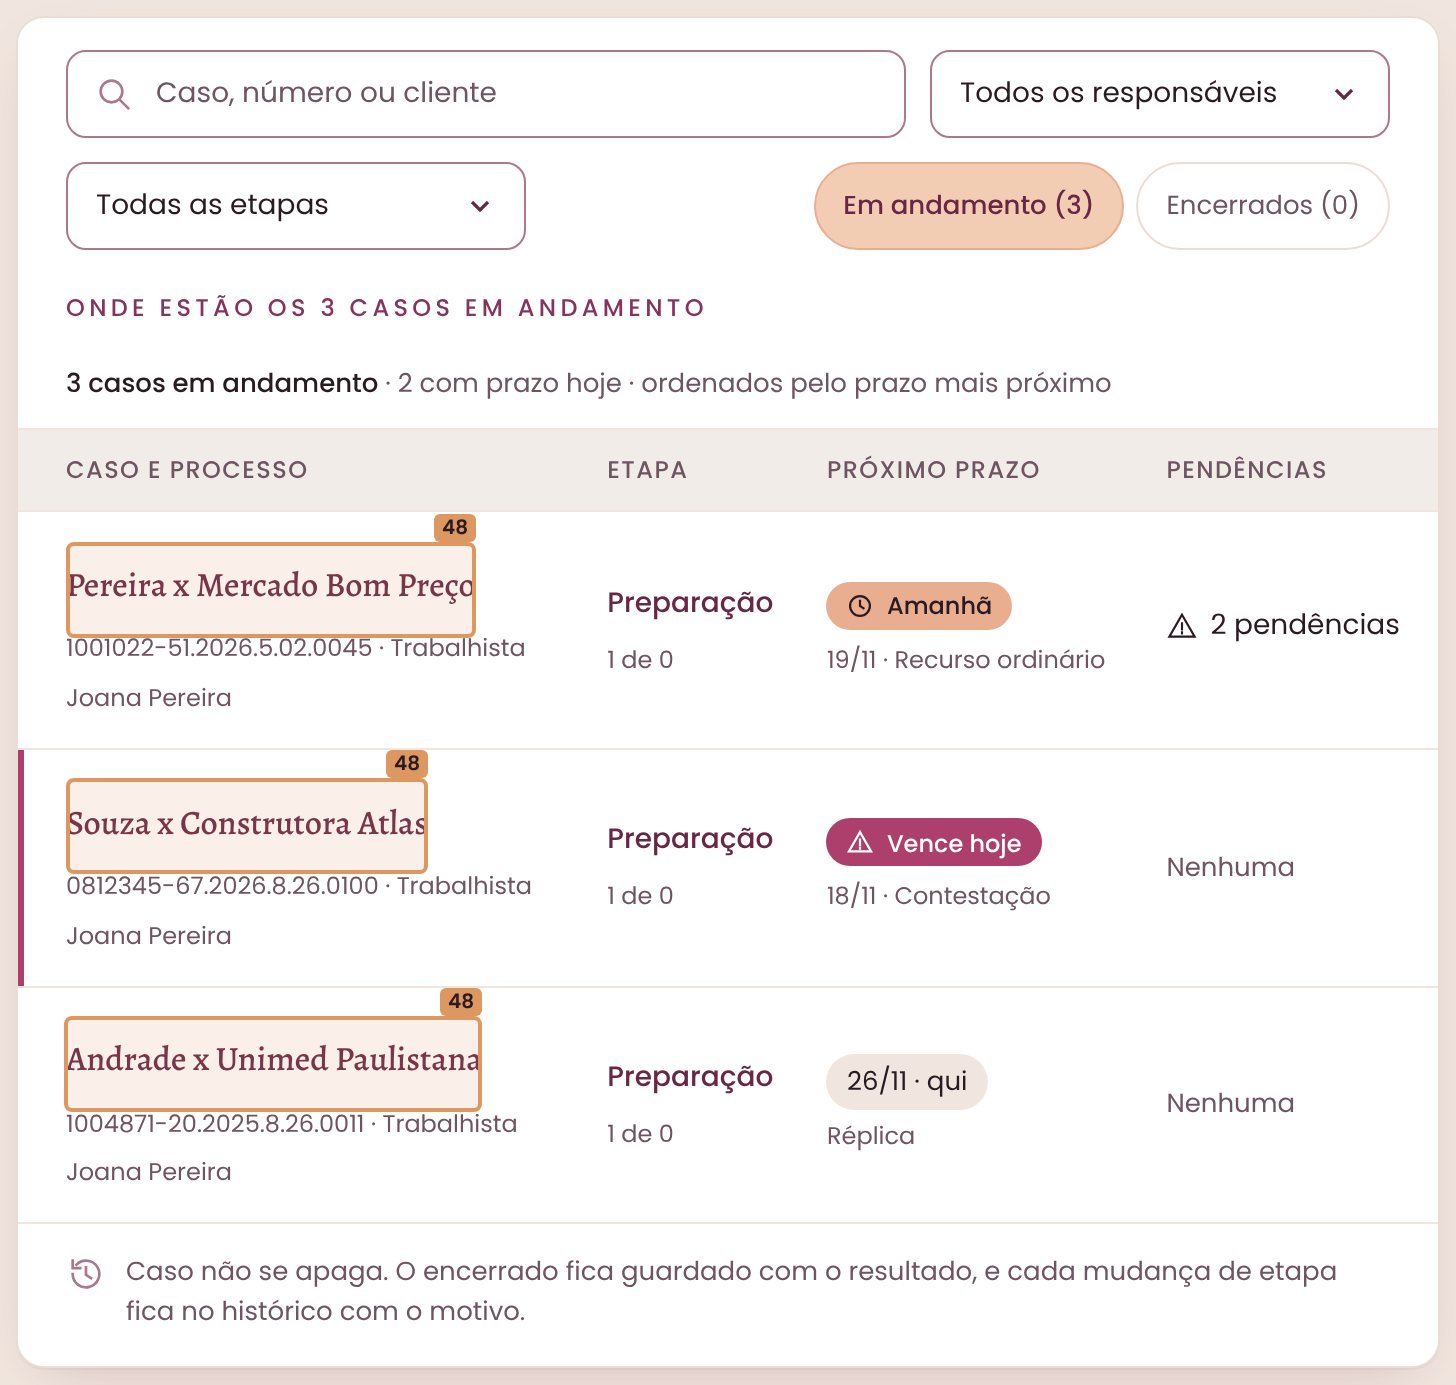 Caso, número ou cliente
Todos os responsáveis
Todas as etapas
Em andamento (3)
Encerrados (0)
ONDE ESTÃO OS 3 CASOS EM ANDAMENTO
3 casos em andamento · 2 com prazo hoje · ordenados pelo prazo mais próximo
CASO E PROCESSO
ETAPA
PRÓXIMO PRAZO
PENDÊNCIAS
48
Pereira x Mercado Bom Preço
1001022-51.2026.5.02.0045 · Trabalhista
Joana Pereira
Preparação
1 de 0
Amanhã
19/11 · Recurso ordinário
2 pendências
48
Souza x Construtora Atlas
0812345-67.2026.8.26.0100 · Trabalhista
Joana Pereira
Preparação
1 de 0
Vence hoje
18/11 · Contestação
Nenhuma
48
Andrade x Unimed Paulistana
1004871-20.2025.8.26.0011 · Trabalhista
Joana Pereira
Preparação
1 de 0
26/11 · qui
Réplica
Nenhuma
Caso não se apaga. O encerrado fica guardado com o resultado, e cada mudança de etapa
fica no histórico com o motivo.